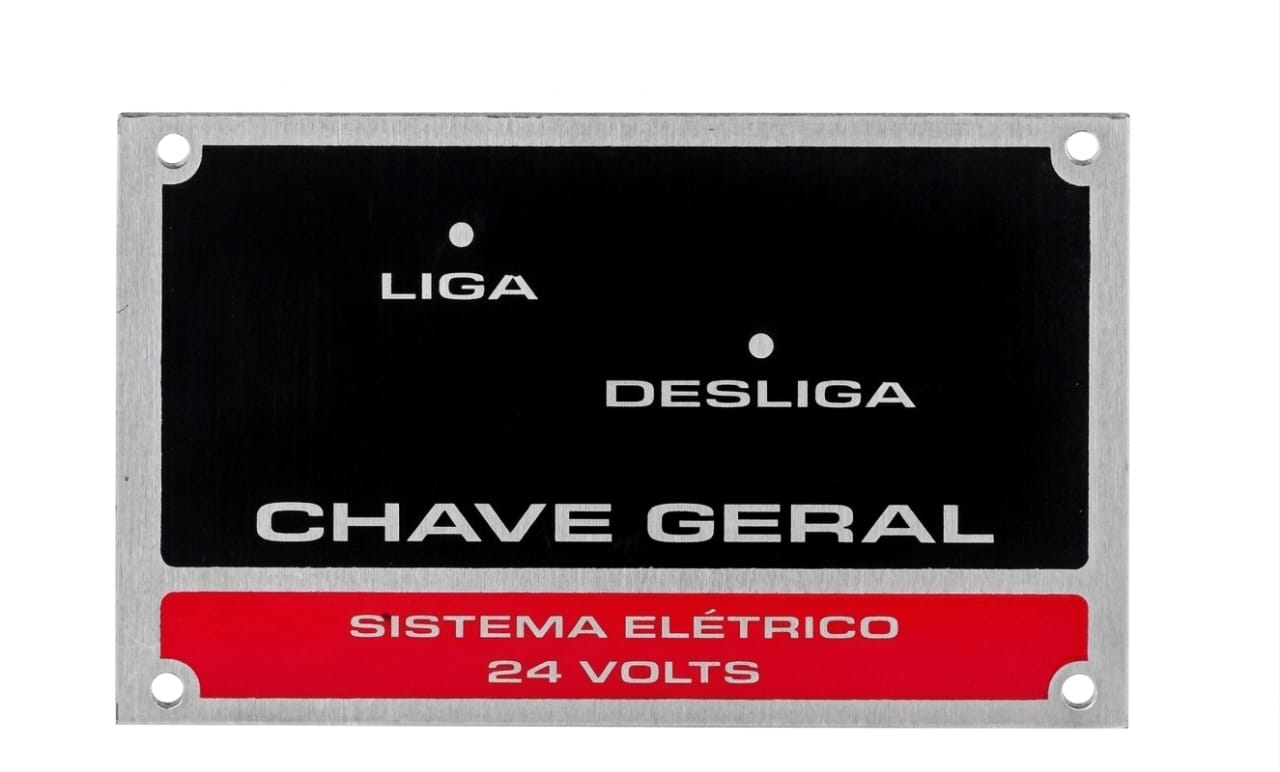 LIGA
DESLIGA
CHAVE GERAL
SISTEMA ELÉTRICO
24 VOLTS